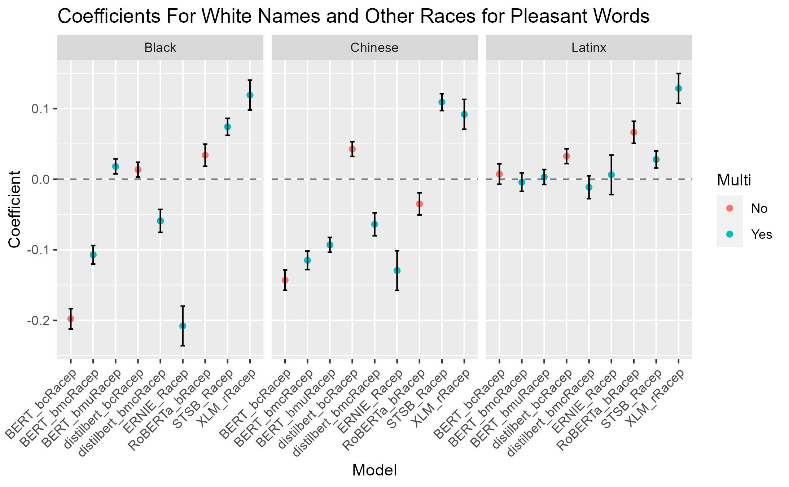 Coefficients For White Names and Other Races for Pleasant Words
Black
Chinese
Latinx
Coefficient
0.1
0.0
-0.1
-0.2
BERT_bcRacep
BERT_bmcRacep
BERT_bmuRacep
distilbert_bcRacep
distilbert_bmcRacep
ERNIE_Racep
RoBERTa_bRacep
STSB_Racep
XLM_rRacep
BERT_bcRacep
BERT_bmcRacep
BERT_bmuRacep
distilbert_bcRacep
distilbert_bmcRacep
ERNIE_Racep
RoBERTa_bRacep
STSB_Racep
XLM_rRacep
BERT_bcRacep
BERT_bmcRacep
BERT_bmuRacep
distilbert_bcRacep
distilbert_bmcRacep
ERNIE_Racep
RoBERTa_bRacep
STSB_Racep
XLM_rRacep
Model
Multi
No
Yes